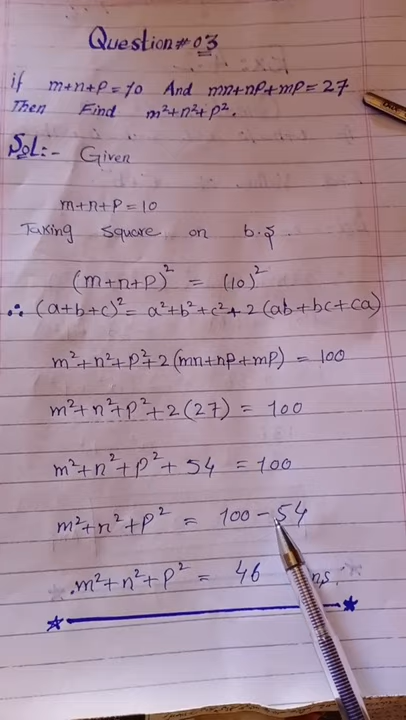 Question # 03
if m+n+p=10 And mn+np+mp=27
Then Find m²+n²+p².
Sol:- Given
m+n+p=10
Taking square on b.s
(m+n+p)² = (10)²
∴ (a+b+c)² = a²+b²+c²+2(ab+bc+ca)
m²+n²+p²+2(mn+np+mp) = 100
m²+n²+p²+2(27) = 100
m²+n²+p²+ 54 = 100
m²+n²+p² = 100-54
m²+n²+p² = 46